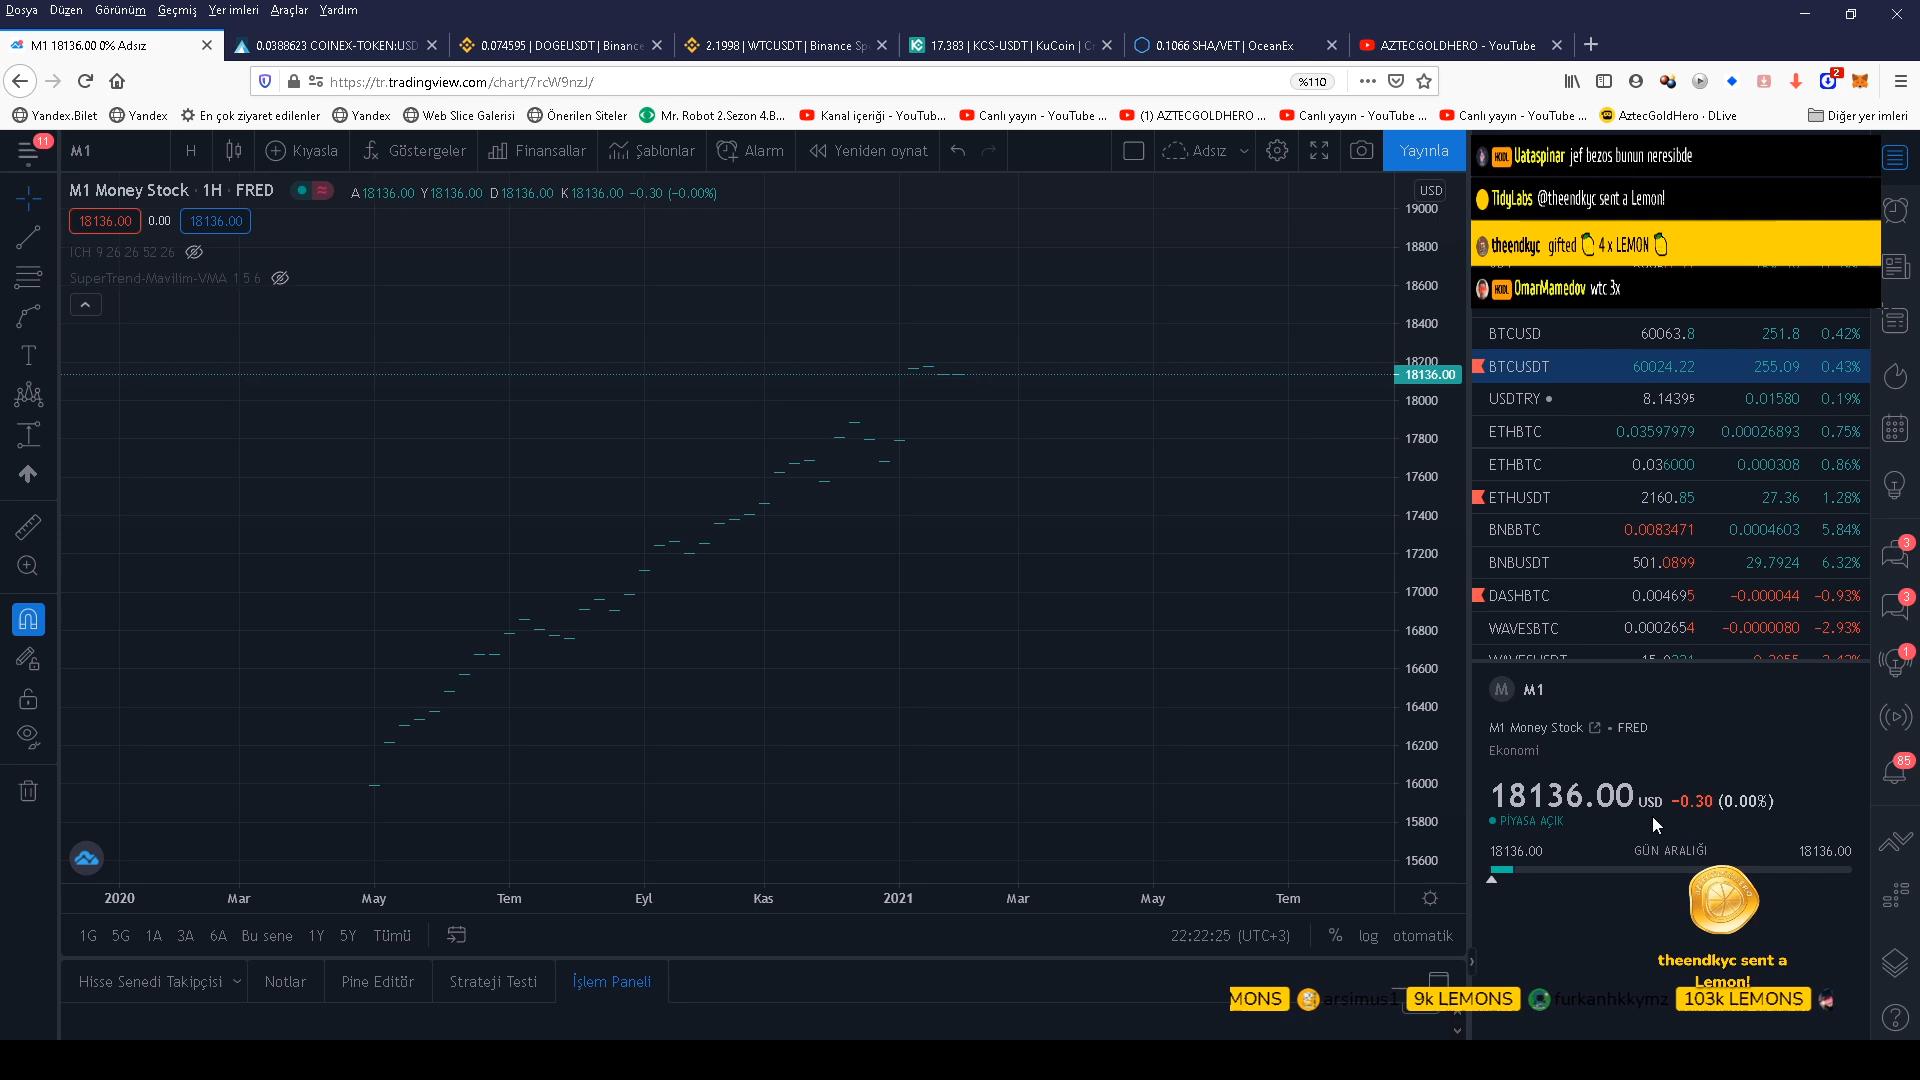 Dosya Düzen Görünüm Geçmiş Yer imleri Araçlar Yardım
M1 18136.00 0% Adsız
0.0388623 COINEX-TOKEN:USD
0.074595 | DOGEUSDT | Binance
2.1998 | WTCUSDT | Binance Sp
17.383 | KCS-USDT | KuCoin | Cr
0.1066 SHA/VET | OceanEx
AZTECGOLDHERO - YouTube
https://tr.tradingview.com/chart/7rcW9nzJ/
%110
2
Yandex.Bilet
Yandex
En çok ziyaret edilenler
Yandex
Web Slice Galerisi
Önerilen Siteler
Mr. Robot 2.Sezon 4.B...
Kanal içeriği - YouTub...
Canlı yayın - YouTube ...
(1) AZTECGOLDHERO ...
Canlı yayın - YouTube ...
Canlı yayın - YouTube ...
AztecGoldHero · DLive
Diğer yer imleri
11
M1
H
Kıyasla
Göstergeler
Finansallar
Şablonlar
Alarm
Yeniden oynat
Adsız
Yayınla
M1 Money Stock · 1H · FRED
A18136.00 Y18136.00 D18136.00 K18136.00 −0.30 (−0.00%)
18136.00 0.00 18136.00
ICH 9 26 26 52 26
SuperTrend-Mavilim-VMA 1 5 6
USD
19000
18800
18600
18400
18200
18136.00
18000
17800
17600
17400
17200
17000
16800
16600
16400
16200
16000
15800
15600
2020 Mar May Tem Eyl Kas 2021 Mar May Tem
1G 5G 1A 3A 6A Bu sene 1Y 5Y Tümü
22:22:25 (UTC+3) % log otomatik
Hisse Senedi Takipçisi
Notlar
Pine Editör
Strateji Testi
İşlem Paneli
HODL Uataspinar jef bezos bunun neresibde
TidyLabs @theendkyc sent a Lemon!
theendkyc gifted 4 x LEMON
HODL OmarMamedov wtc 3x
BTCUSD 60063.8 251.8 0.42%
BTCUSDT 60024.22 255.09 0.43%
USDTRY 8.14395 0.01580 0.19%
ETHBTC 0.03597979 0.00026893 0.75%
ETHBTC 0.036000 0.000308 0.86%
ETHUSDT 2160.85 27.36 1.28%
BNBBTC 0.0083471 0.0004603 5.84%
BNBUSDT 501.0899 29.7924 6.32%
DASHBTC 0.004695 −0.000044 −0.93%
WAVESBTC 0.0002654 −0.0000080 −2.93%
M M1
M1 Money Stock • FRED
Ekonomi
18136.00 USD −0.30 (0.00%)
PİYASA AÇIK
18136.00 GÜN ARALIĞI 18136.00
theendkyc sent a
Lemon!
MONS arsimus1 9k LEMONS furkanhkkymz 103k LEMONS
3
3
1
85